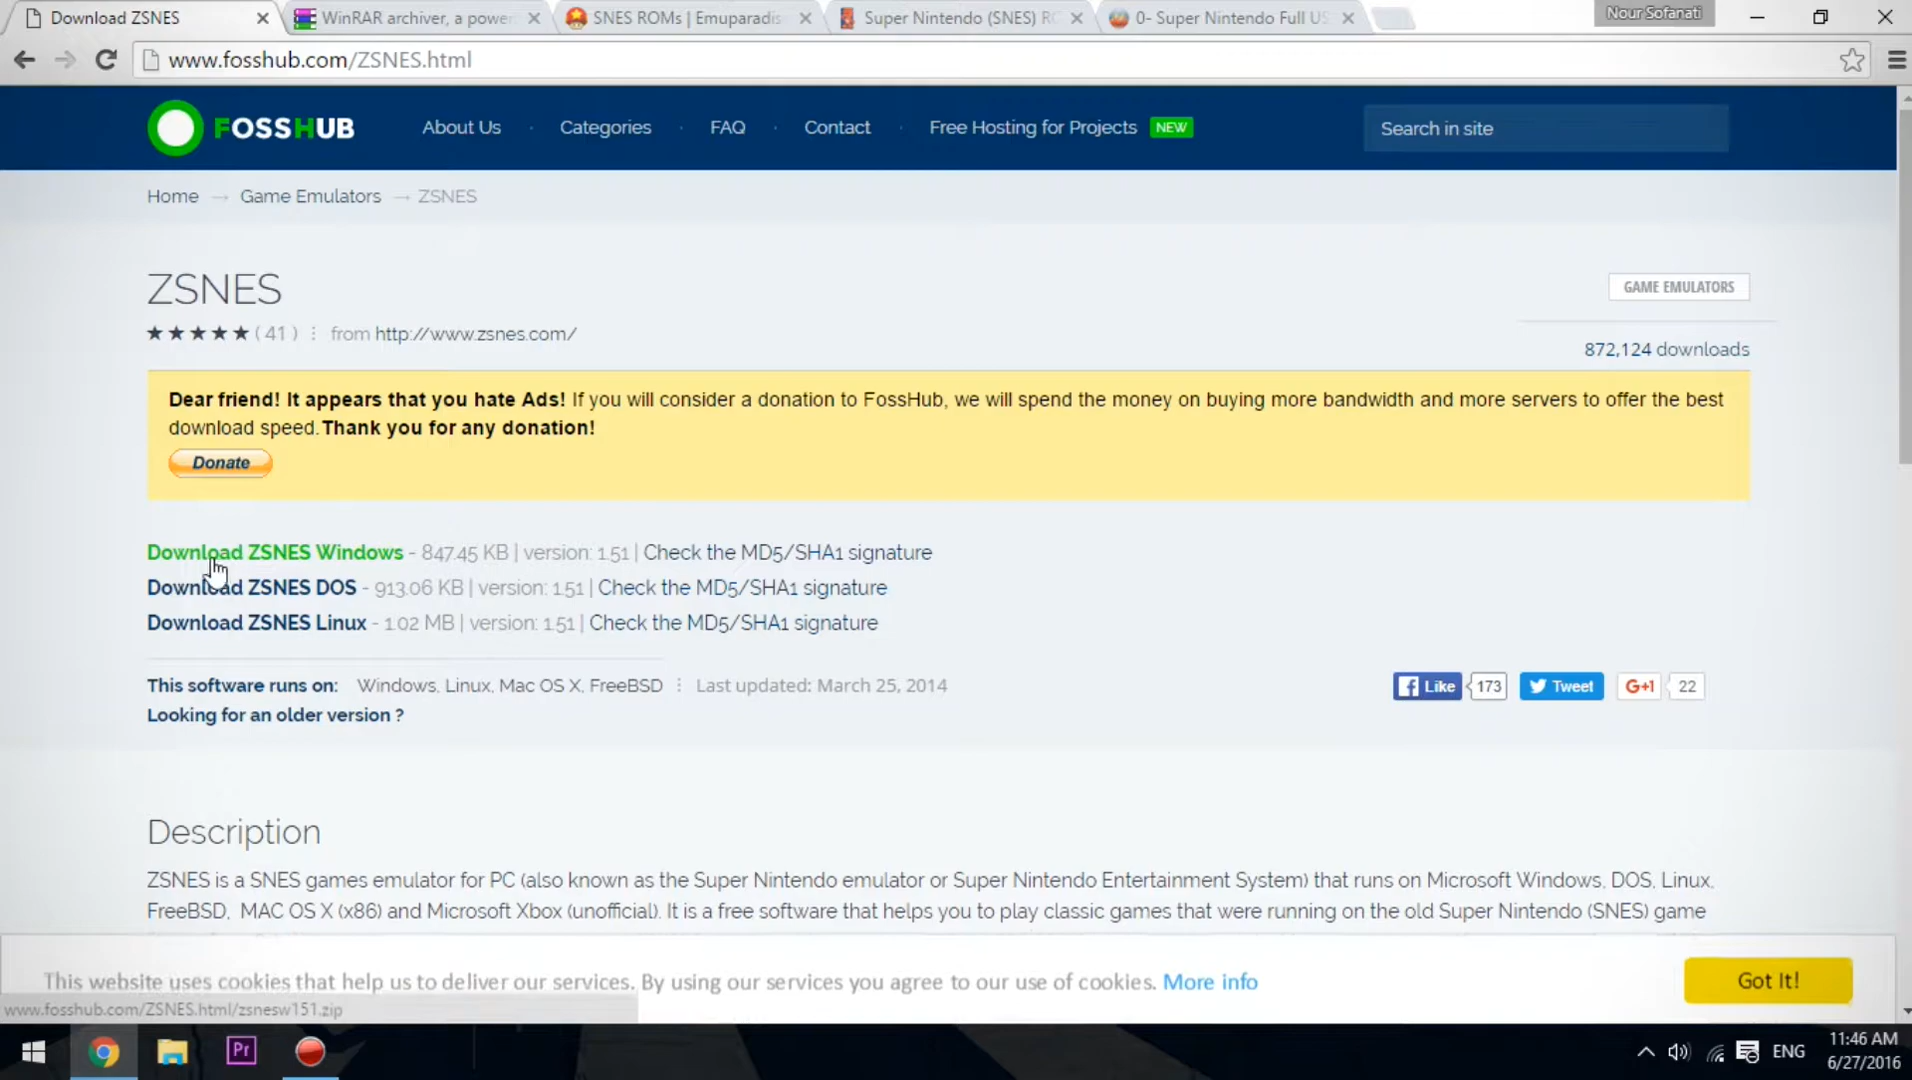 Download ZSNES
WinRAR archiver, a power
SNES ROMs | Emuparadis
Super Nintendo (SNES) RO
0- Super Nintendo Full US
Nour Sofanati
www.fosshub.com/ZSNES.html
FOSSHUB
About Us
Categories
FAQ
Contact
Free Hosting for Projects NEW
Search in site
Home → Game Emulators → ZSNES
ZSNES
GAME EMULATORS
★★★★★ ( 41 ) ⋮ from http://www.zsnes.com/
872,124 downloads
Dear friend! It appears that you hate Ads! If you will consider a donation to FossHub, we will spend the money on buying more bandwidth and more servers to offer the best
download speed.Thank you for any donation!
Donate
Download ZSNES Windows - 847.45 KB | version: 1.51 | Check the MD5/SHA1 signature
Download ZSNES DOS - 913.06 KB | version: 1.51 | Check the MD5/SHA1 signature
Download ZSNES Linux - 1.02 MB | version: 1.51 | Check the MD5/SHA1 signature
This software runs on: Windows, Linux, Mac OS X, FreeBSD ⋮ Last updated: March 25, 2014
Like 173
Tweet
G+1 22
Looking for an older version ?
Description
ZSNES is a SNES games emulator for PC (also known as the Super Nintendo emulator or Super Nintendo Entertainment System) that runs on Microsoft Windows, DOS, Linux,
FreeBSD, MAC OS X (x86) and Microsoft Xbox (unofficial). It is a free software that helps you to play classic games that were running on the old Super Nintendo (SNES) game
This website uses cookies that help us to deliver our services. By using our services you agree to our use of cookies. More info
Got It!
www.fosshub.com/ZSNES.html/zsnesw151.zip
Pr
ENG
11:46 AM
6/27/2016